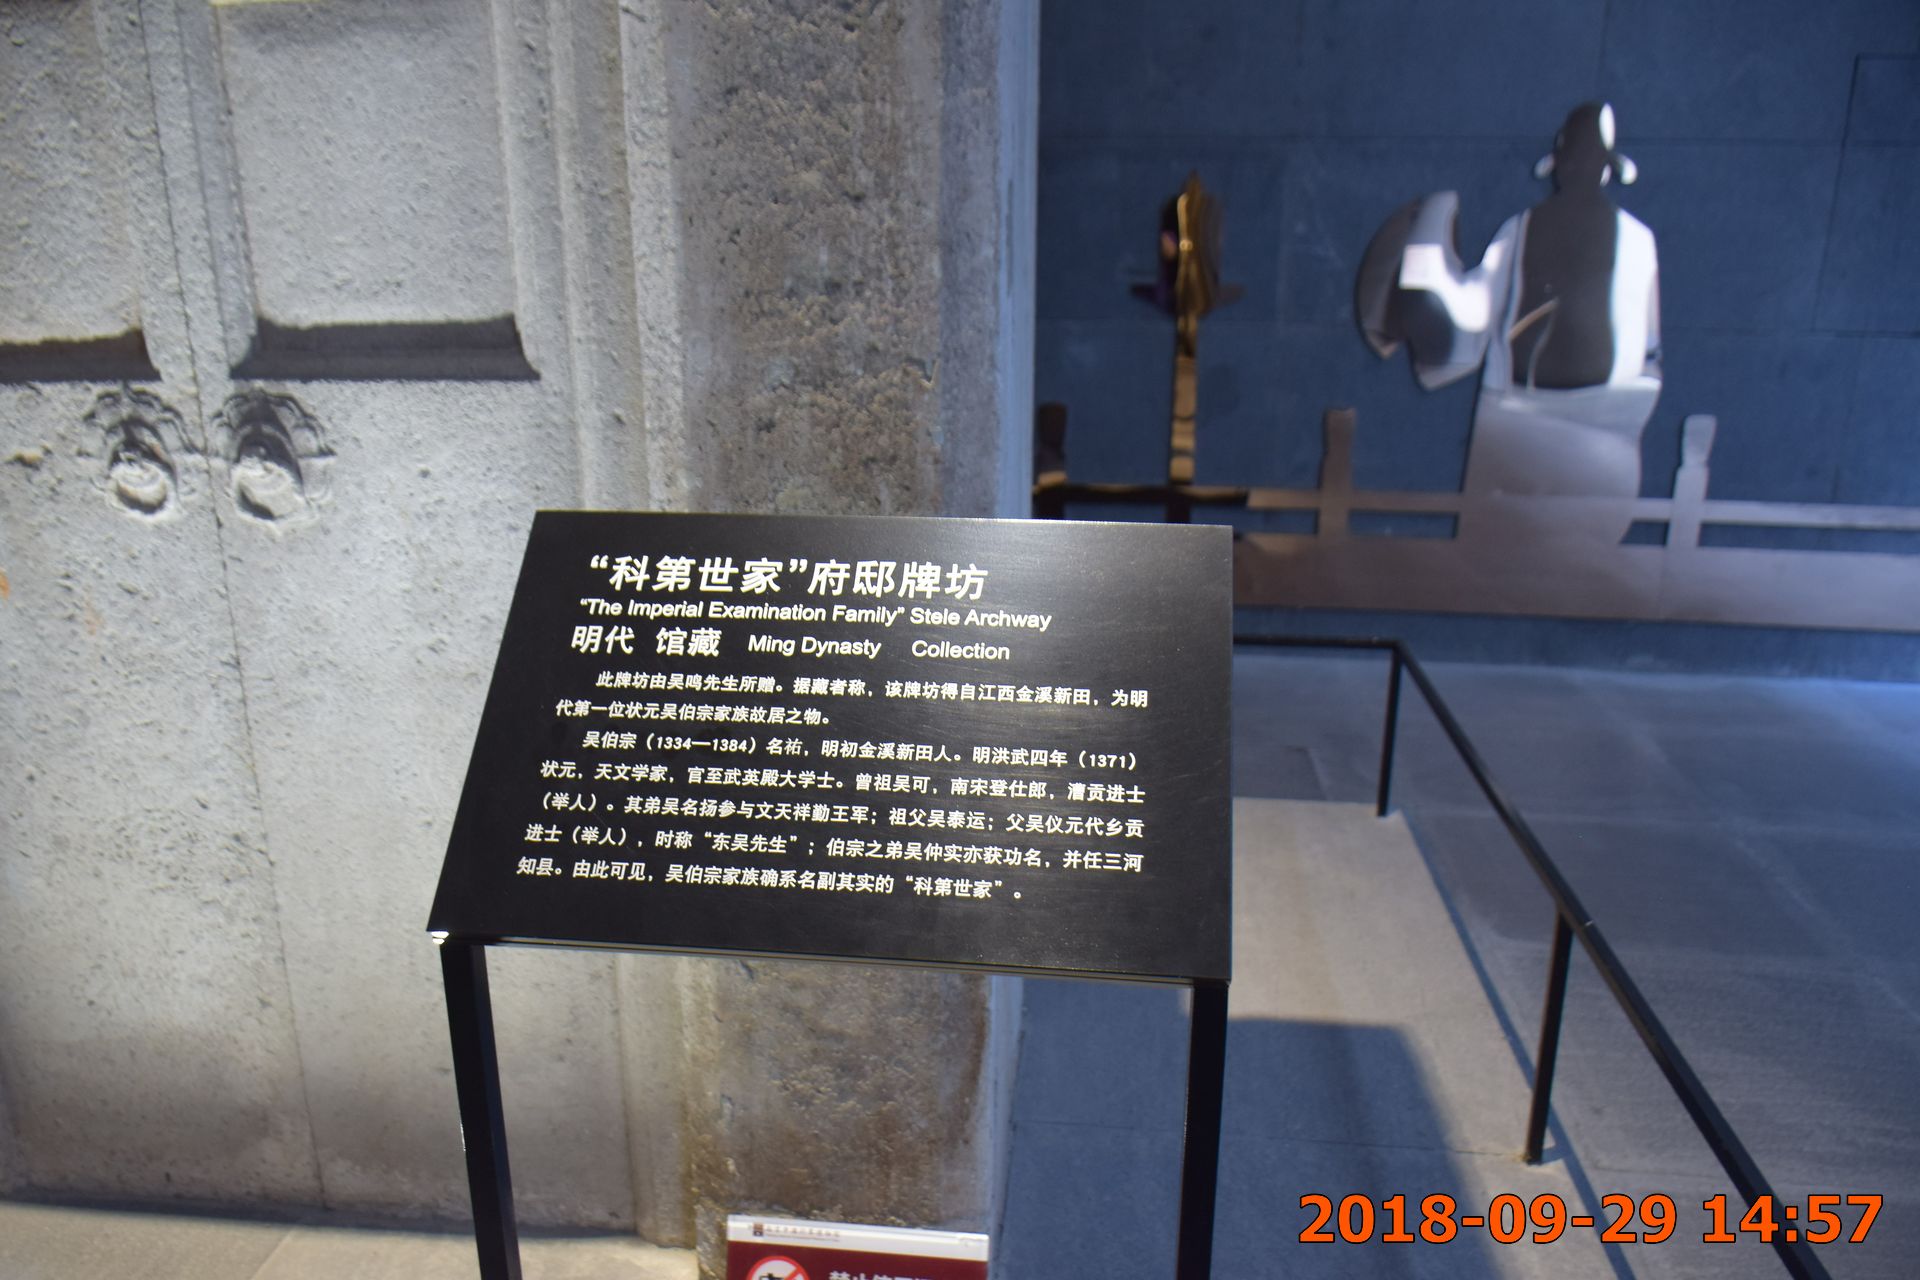 “科第世家”府邸牌坊
“The Imperial Examination Family” Stele Archway
明代 馆藏 Ming Dynasty Collection
此牌坊由吴鸣先生所赠。据藏者称，该牌坊得自江西金溪新田，为明
代第一位状元吴伯宗家族故居之物。
吴伯宗（1334—1384）名祐，明初金溪新田人。明洪武四年（1371）
状元，天文学家，官至武英殿大学士。曾祖吴可，南宋登仕郎，漕贡进士
（举人）。其弟吴名扬参与文天祥勤王军；祖父吴泰运；父吴仪元代乡贡
进士（举人），时称“东吴先生”；伯宗之弟吴仲实亦获功名，并任三河
知县。由此可见，吴伯宗家族确系名副其实的“科第世家”。
2018-09-29 14:57